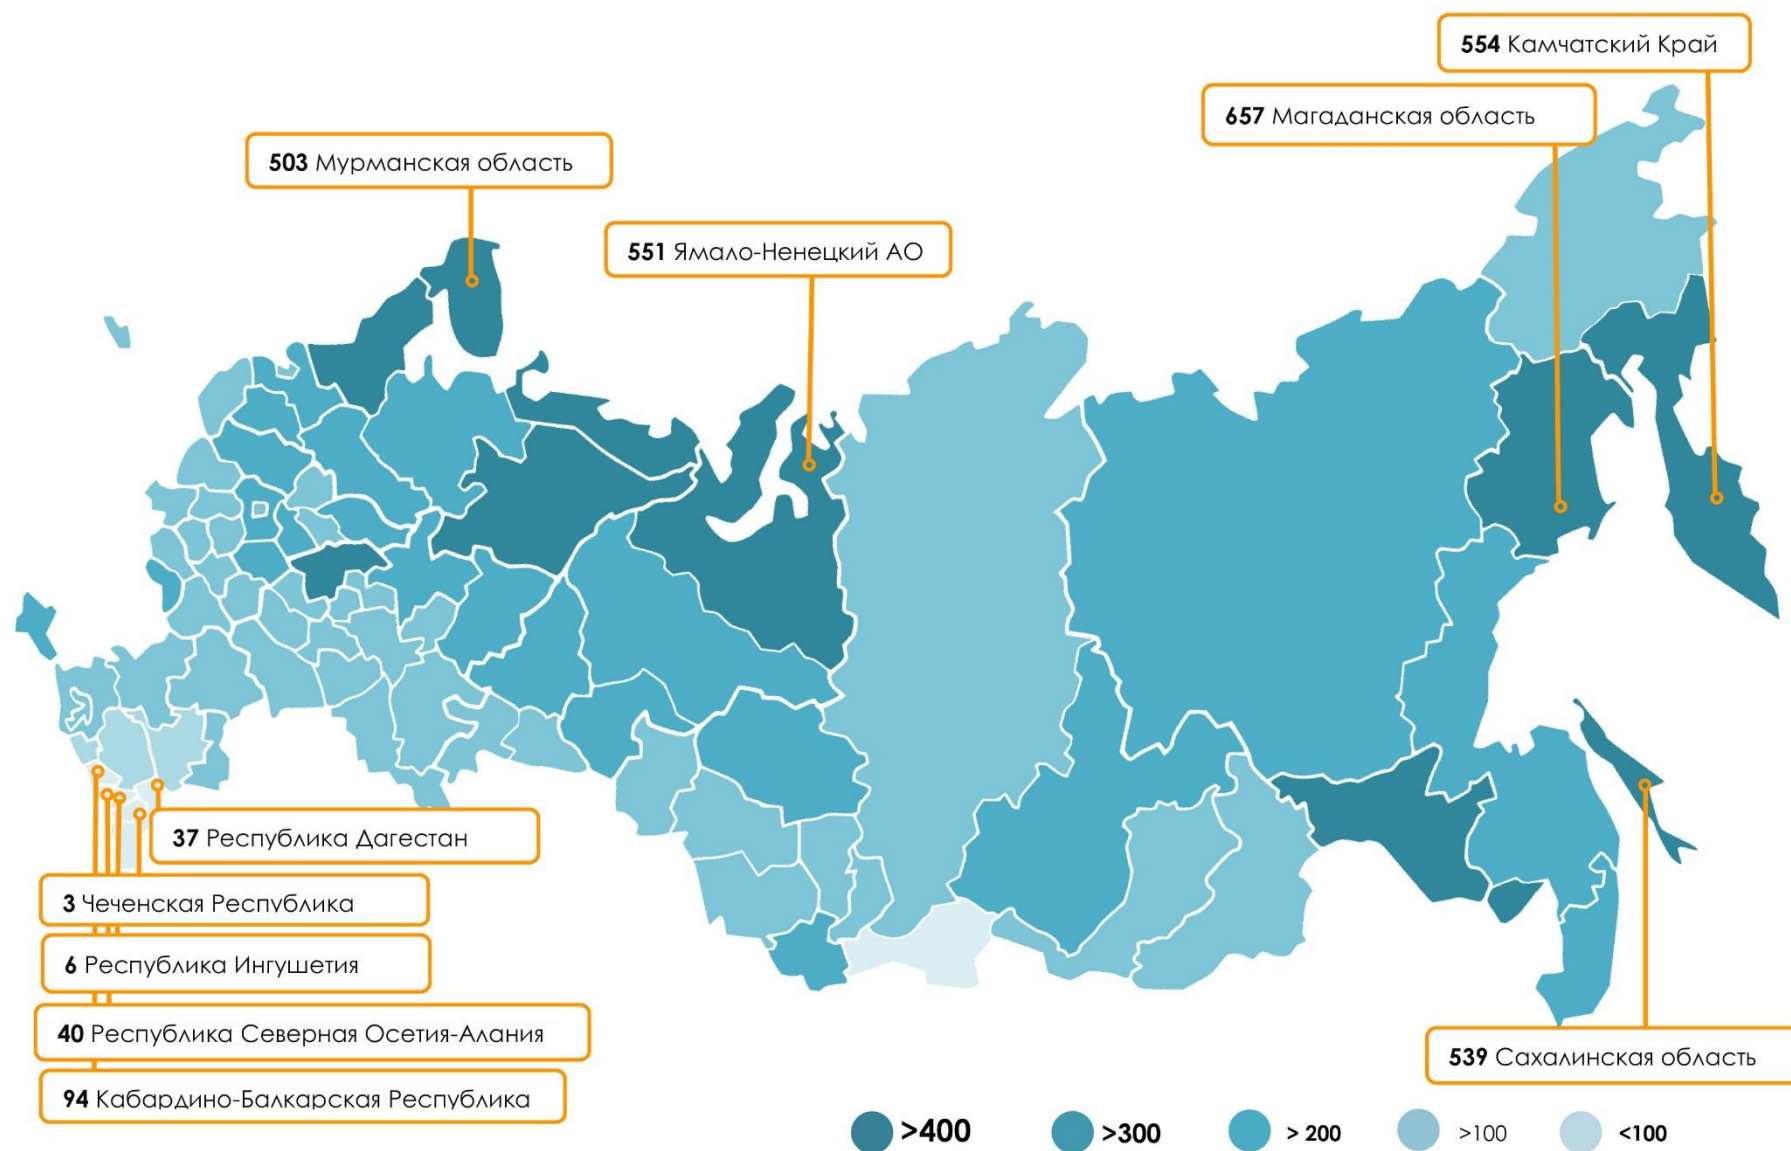 554 Камчатский Край
657 Магаданская область
503 Мурманская область
551 Ямало-Ненецкий АО
37 Республика Дагестан
3 Чеченская Республика
6 Республика Ингушетия
40 Республика Северная Осетия-Алания
94 Кабардино-Балкарская Республика
539 Сахалинская область
>400 >300 > 200 >100 <100